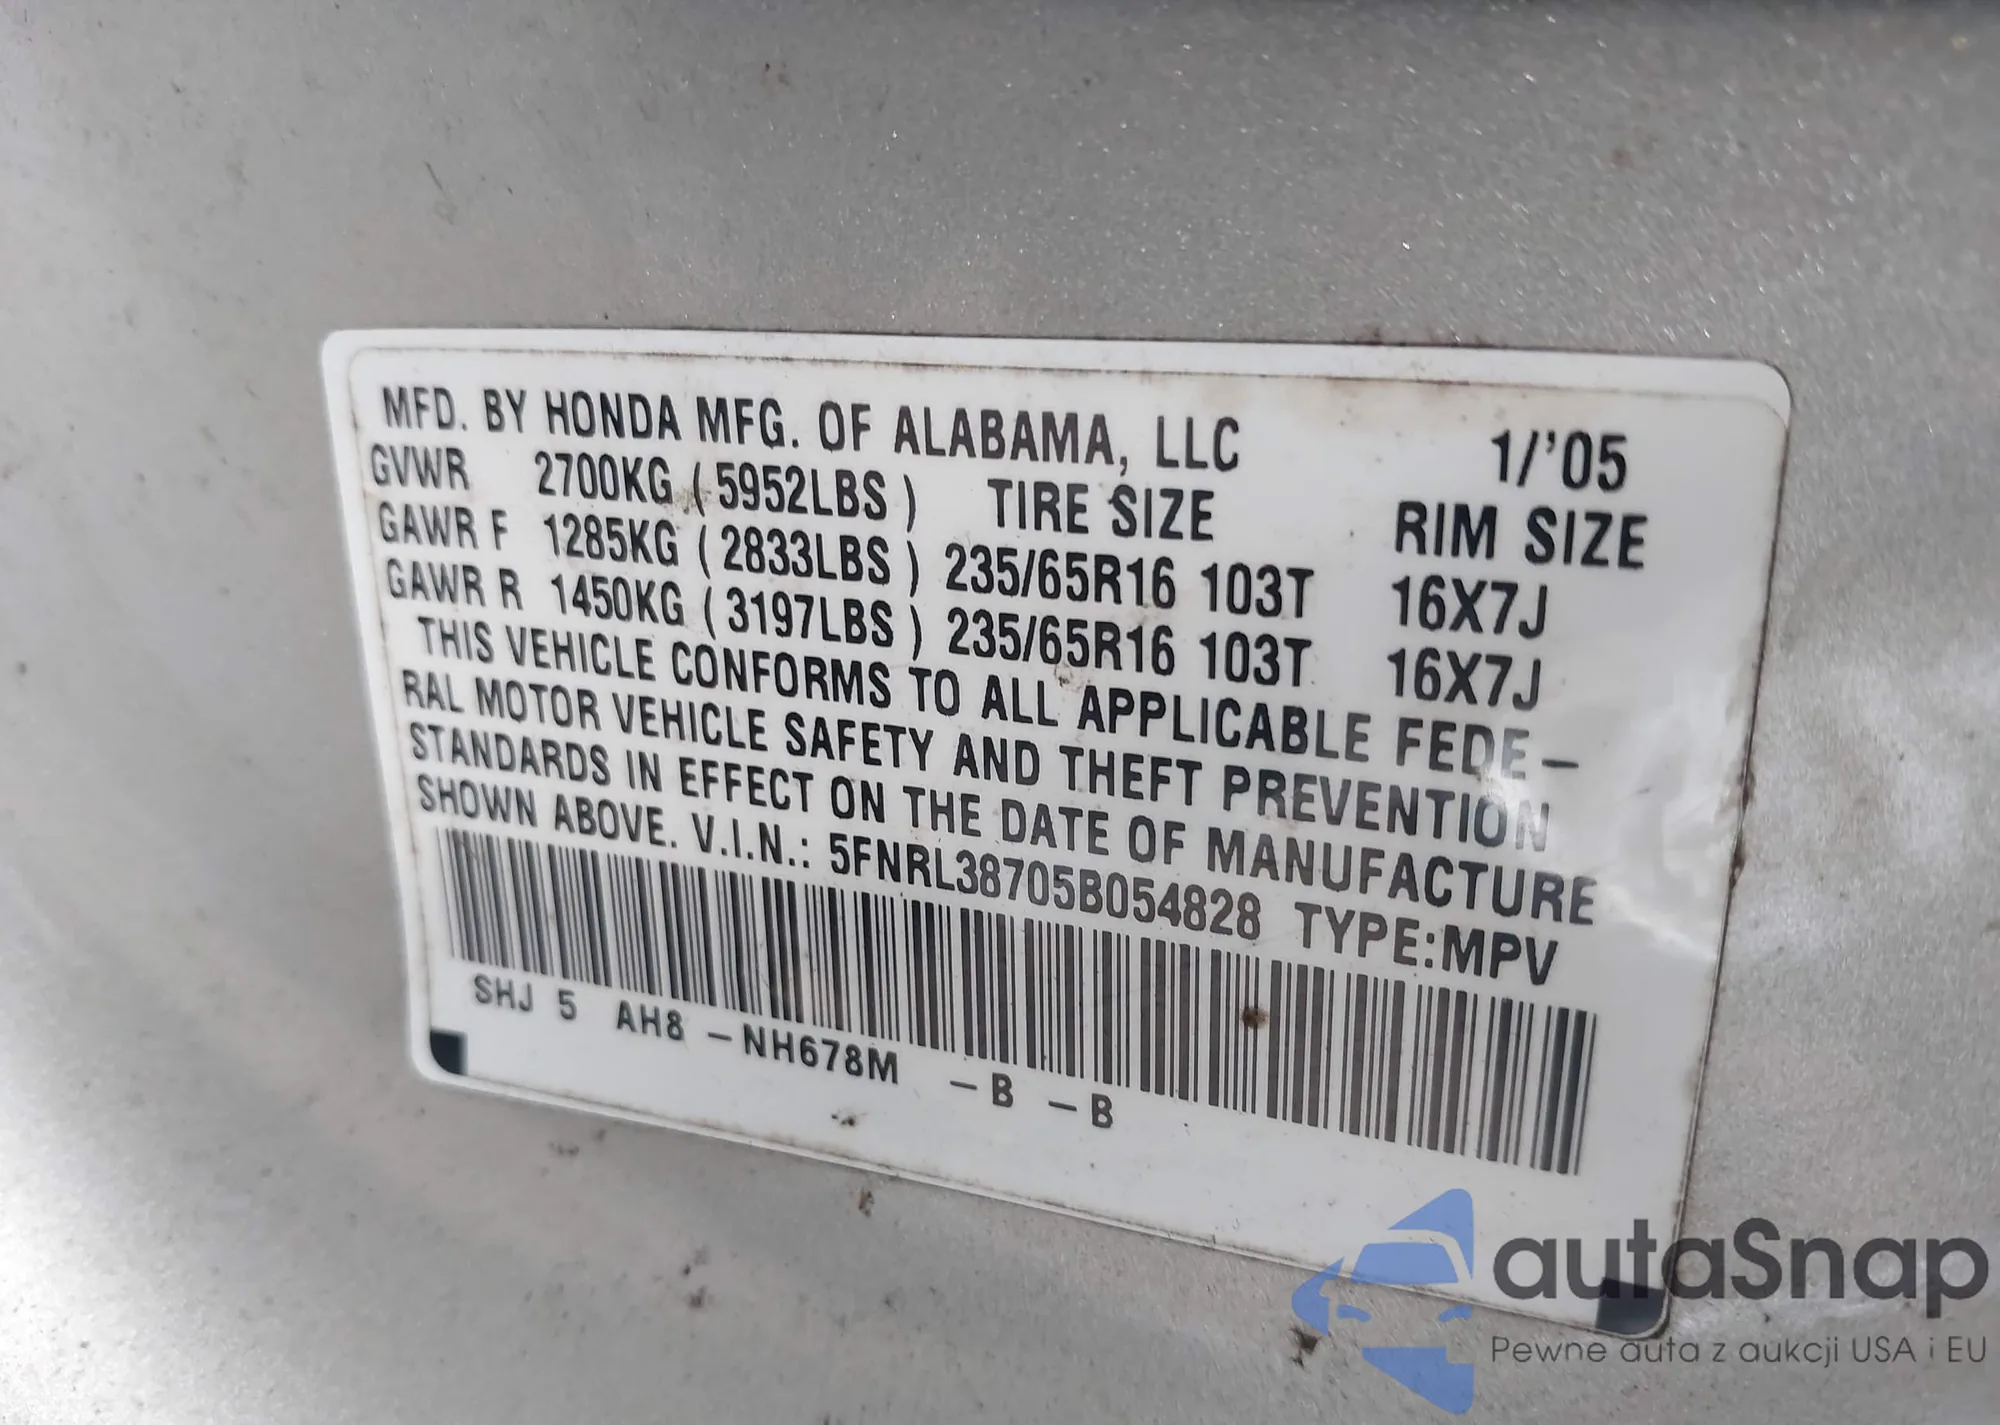 MFD. BY HONDA MFG. OF ALABAMA, LLC 1/'05
GVWR 2700KG (5952LBS) TIRE SIZE RIM SIZE
GAWR F 1285KG (2833LBS) 235/65R16 103T 16X7J
GAWR R 1450KG (3197LBS) 235/65R16 103T 16X7J
THIS VEHICLE CONFORMS TO ALL APPLICABLE FEDE-
RAL MOTOR VEHICLE SAFETY AND THEFT PREVENTION
STANDARDS IN EFFECT ON THE DATE OF MANUFACTURE
SHOWN ABOVE. V.I.N.: 5FNRL38705B054828 TYPE:MPV
SHJ 5 AH8 -NH678M -B -B
autaSnap
Pewne auta z aukcji USA i EU